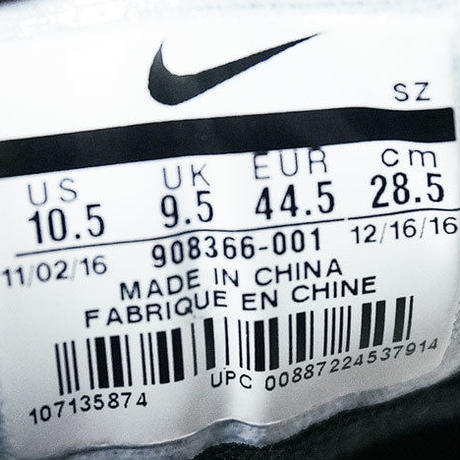 SZ
US UK EUR cm
10.5 9.5 44.5 28.5
11/02/16 908366-001 12/16/16
MADE IN CHINA
FABRIQUE EN CHINE
107135874 UPC 00887224537914